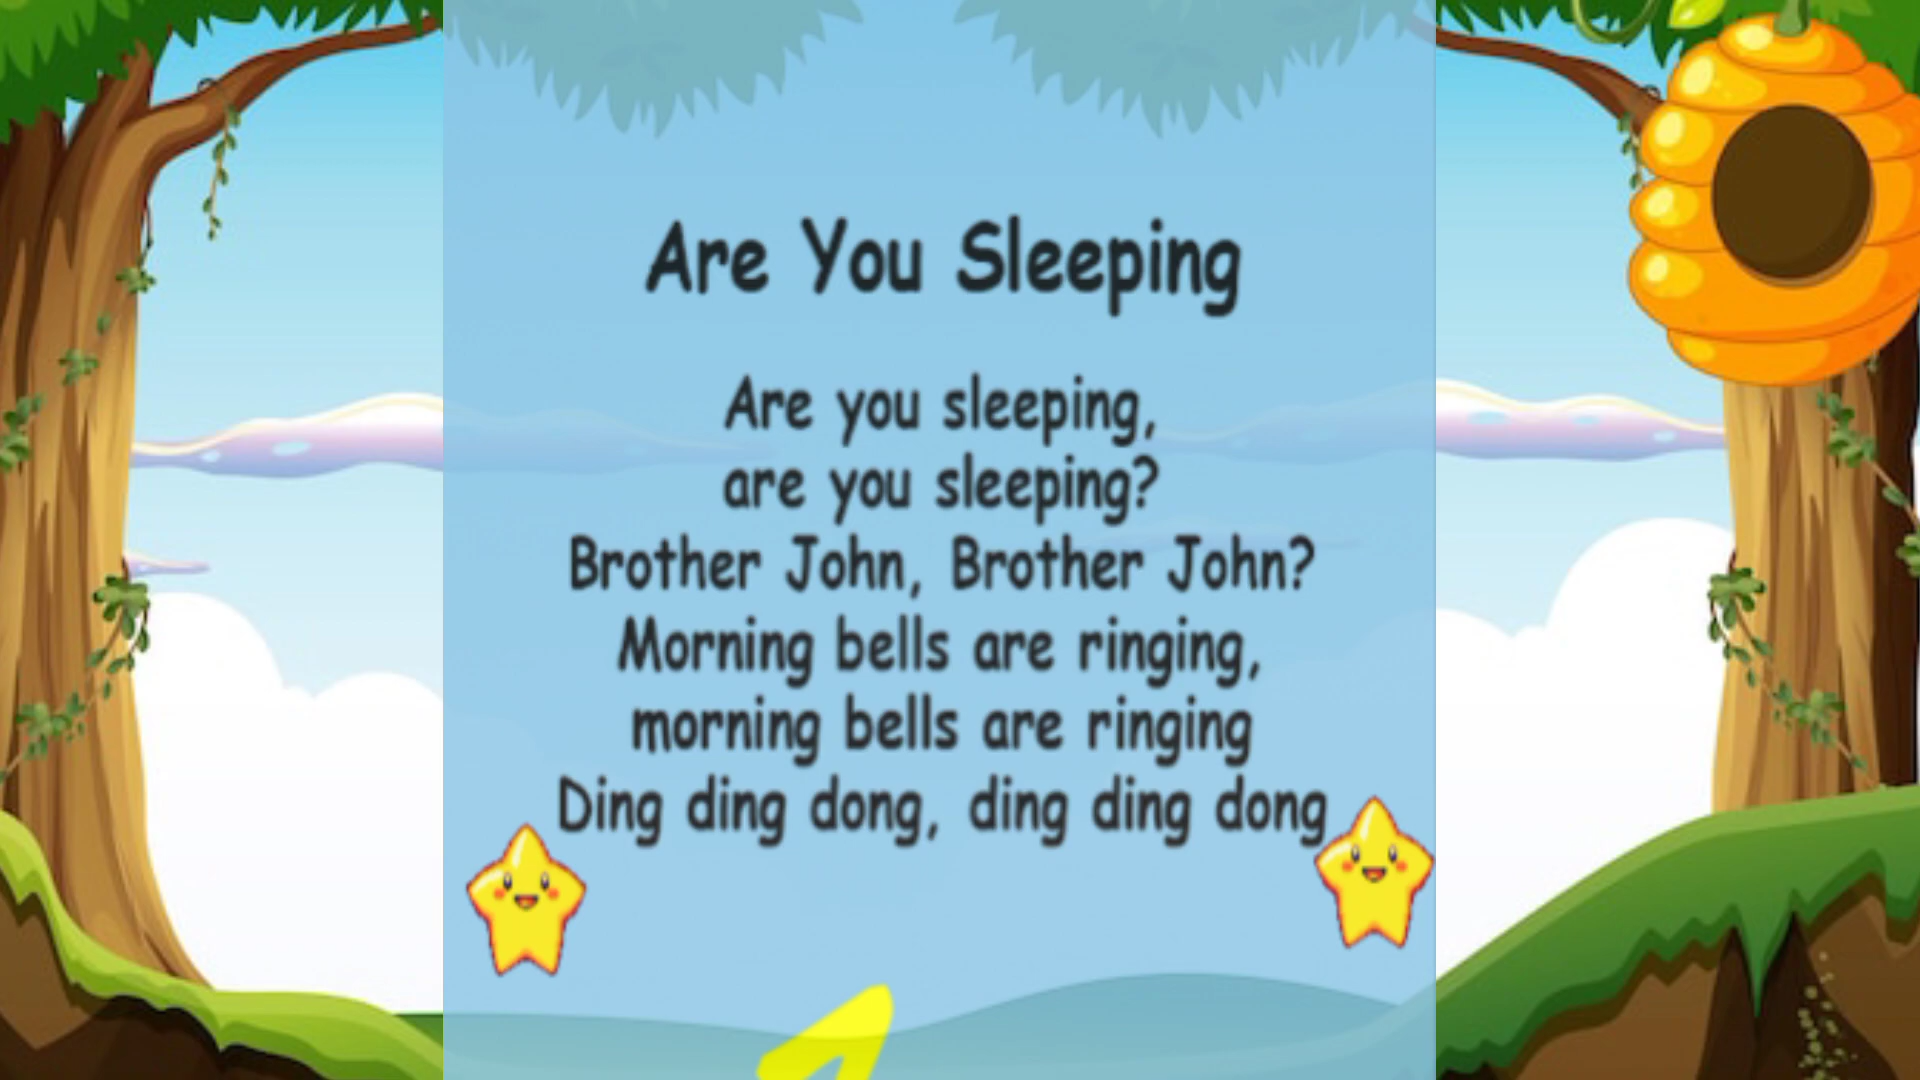 Are You Sleeping
Are you sleeping,
are you sleeping?
Brother John, Brother John?
Morning bells are ringing,
morning bells are ringing
Ding ding dong, ding ding dong